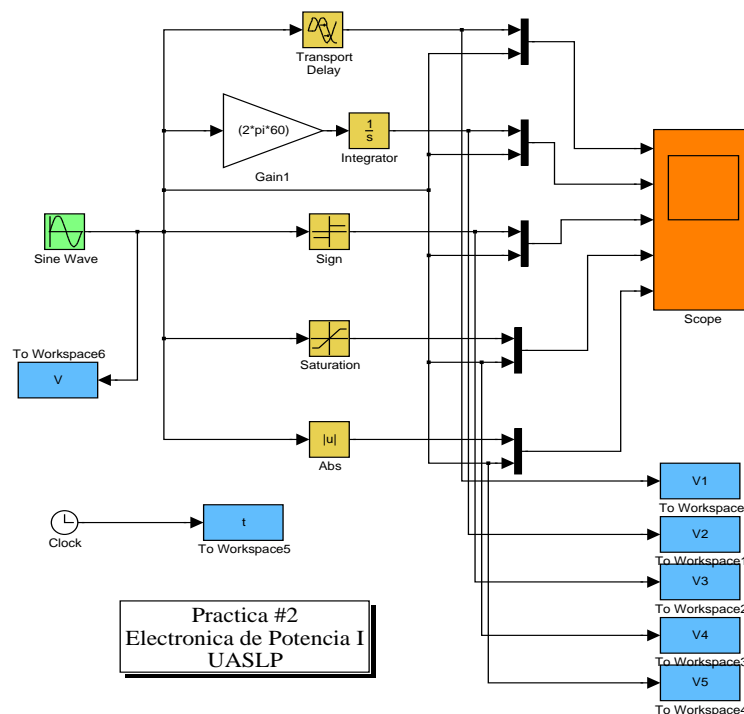 Transport
Delay
(2*pi*60)
Gain1
1
s
Integrator
Sine Wave
Sign
Scope
To Workspace6
V
Saturation
|u|
Abs
V1
To Workspace
t
To Workspace5
Clock
V2
To Workspace1
V3
To Workspace2
V4
To Workspace3
V5
To Workspace4
Practica #2
Electronica de Potencia I
UASLP